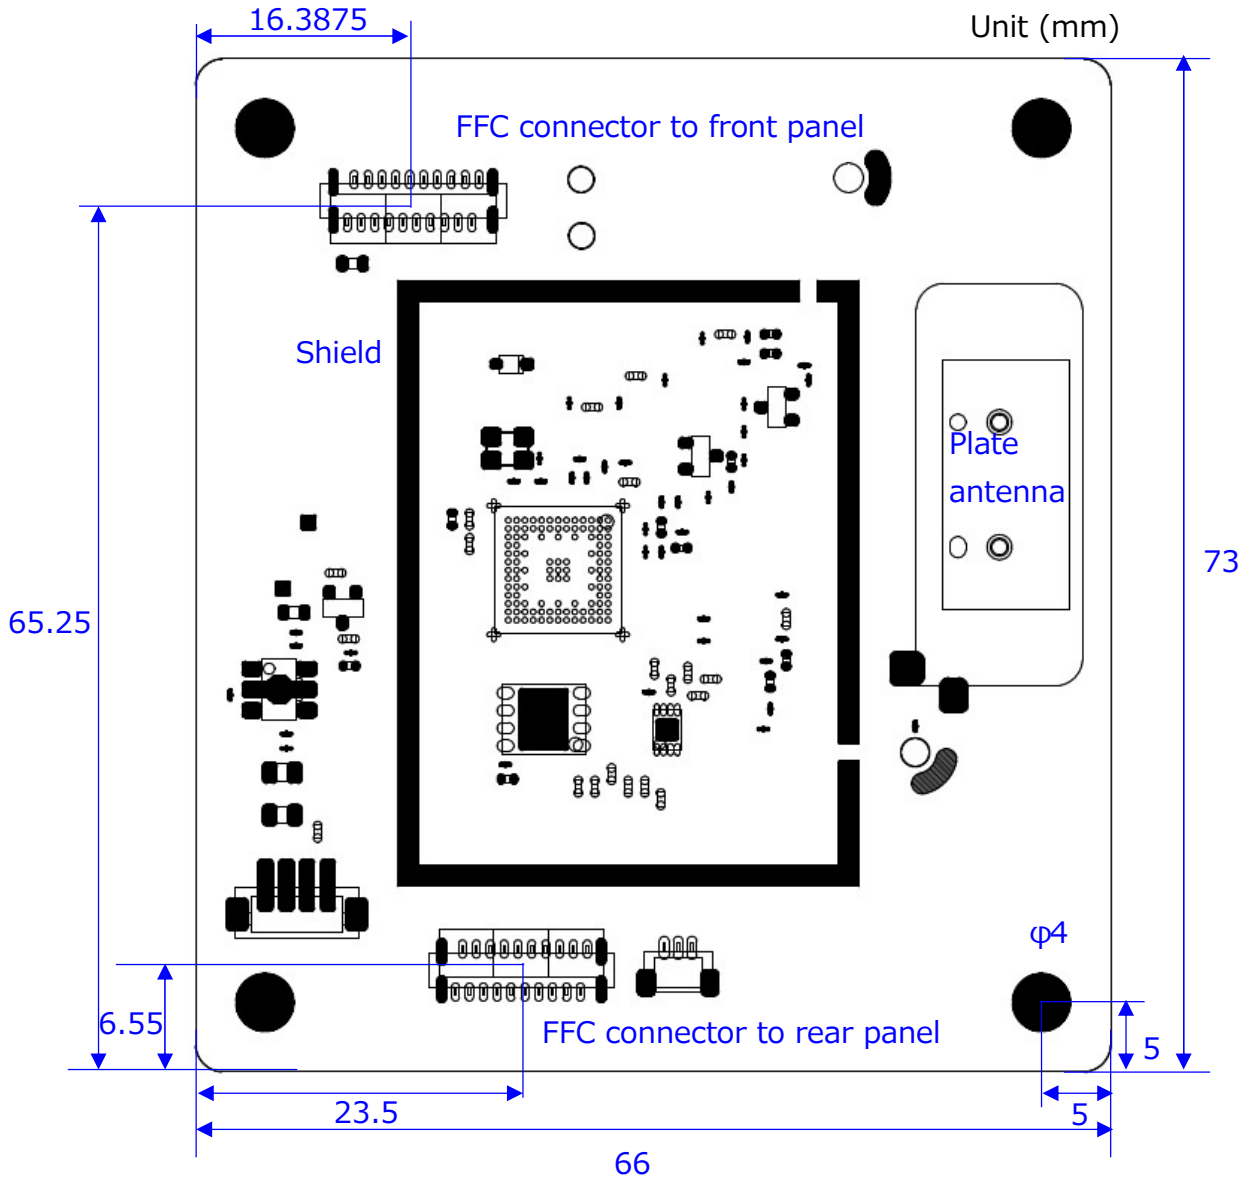 16.3875
Unit (mm)
FFC connector to front panel
Shield
Plate
antenna
73
65.25
φ4
6.55
FFC connector to rear panel
5
23.5
5
66